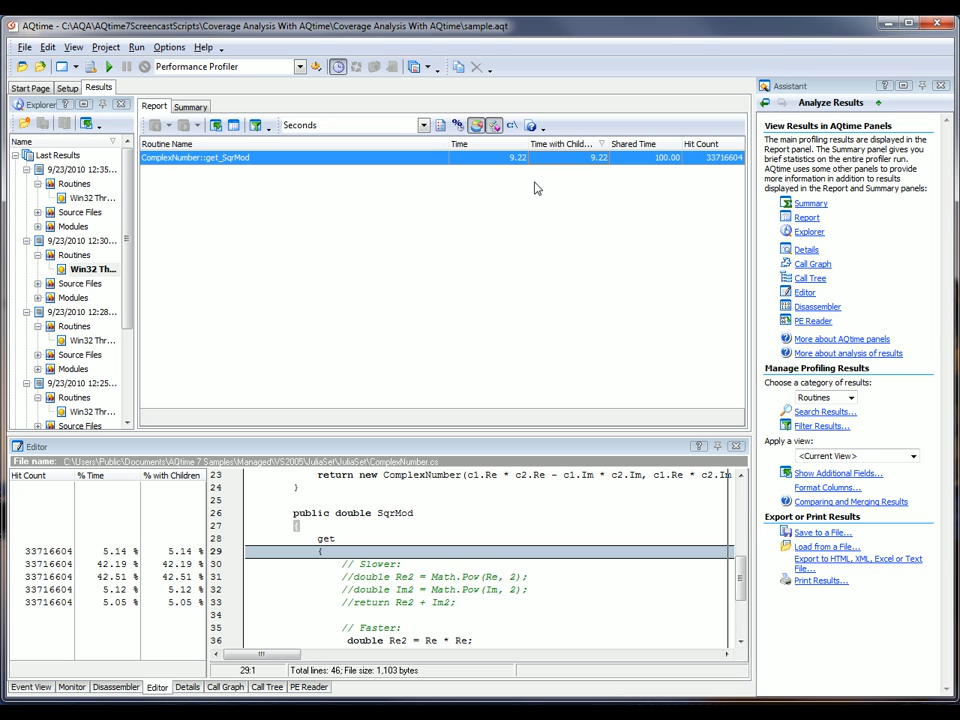 AQtime - C:\AQA\AQtime7ScreencastScripts\Coverage Analysis With AQtime\Coverage Analysis With AQtime\sample.aqt
File Edit View Project Run Options Help
Performance Profiler
Start Page Setup Results
Explorer
Name
Last Results
9/23/2010 12:35...
Routines
Win32 Thr...
Source Files
Modules
9/23/2010 12:30...
Routines
Win32 Th...
Source Files
Modules
9/23/2010 12:28...
Routines
Win32 Thr...
Source Files
Modules
9/23/2010 12:25...
Routines
Win32 Thr...
Source Files
Report Summary
Seconds
Routine Name Time Time with Child... Shared Time Hit Count
ComplexNumber::get_SqrMod 9.22 9.22 100.00 33716604
Editor
File name: C:\Users\Public\Documents\AQtime 7 Samples\Managed\VS2005\JuliaSet\JuliaSet\ComplexNumber.cs
Hit Count % Time % with Children
23 return new ComplexNumber(c1.Re * c2.Re - c1.Im * c2.Im, c1.Re * c2.Im
24 }
25
26 public double SqrMod
27 {
28 get
33716604 5.14 % 5.14 % 29 {
33716604 42.19 % 42.19 % 30 // Slower:
33716604 42.51 % 42.51 % 31 //double Re2 = Math.Pow(Re, 2);
33716604 5.12 % 5.12 % 32 //double Im2 = Math.Pow(Im, 2);
33716604 5.05 % 5.05 % 33 //return Re2 + Im2;
34
35 // Faster:
36 double Re2 = Re * Re;
29:1 Total lines: 46; File size: 1,103 bytes
Event View Monitor Disassembler Editor Details Call Graph Call Tree PE Reader
Assistant
Analyze Results
View Results in AQtime Panels
The main profiling results are displayed in the Report panel. The Summary panel gives you
brief statistics on the entire profiler run.
AQtime uses some other panels to provide
more information in addition to results
displayed in the Report and Summary panels:
Summary
Report
Explorer
Details
Call Graph
Call Tree
Editor
Disassembler
PE Reader
More about AQtime panels
More about analysis of results
Manage Profiling Results
Choose a category of results:
Routines
Search Results...
Filter Results...
Apply a view:
<Current View>
Show Additional Fields...
Format Columns...
Comparing and Merging Results
Export or Print Results
Save to a File...
Load from a File...
Export to HTML, XML, Excel or Text
File...
Print Results...